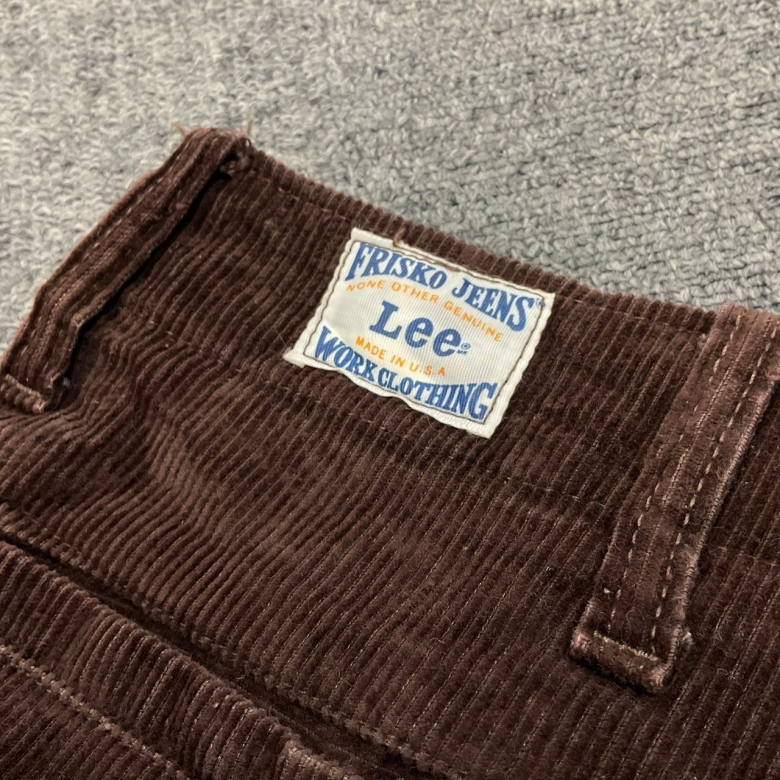 FRISKO JEENS
NONE OTHER GENUINE
Lee®
MADE IN U.S.A
WORK CLOTHING